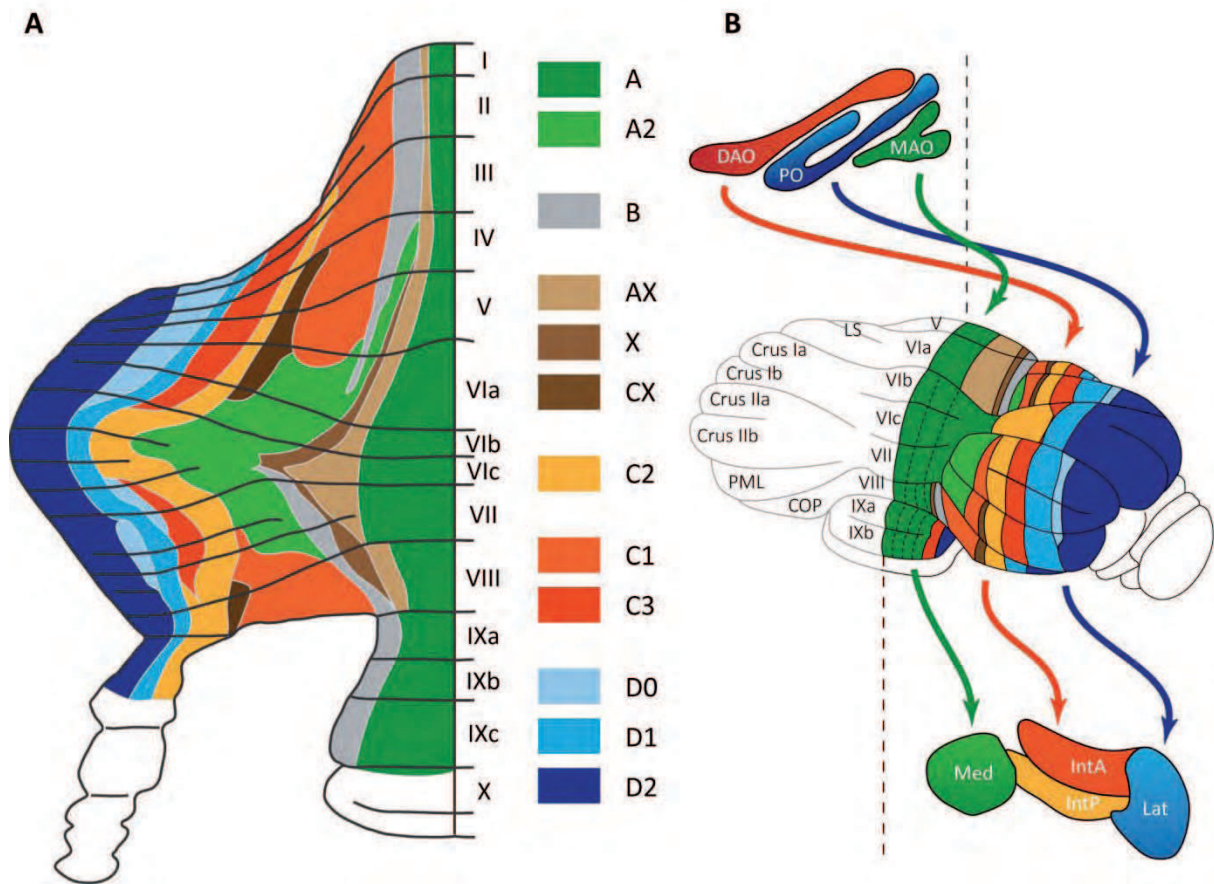 A
I
II
III
IV
V
VIa
VIb
VIc
VII
VIII
IXa
IXb
IXc
X
A
A2
B
AX
X
CX
C2
C1
C3
D0
D1
D2
B
DAO
PO
MAO
LS
V
Crus Ia
VIa
Crus Ib
VIb
Crus IIa
VIc
Crus IIb
VII
PML
VIII
COP
IXa
IXb
Med
IntA
IntP
Lat